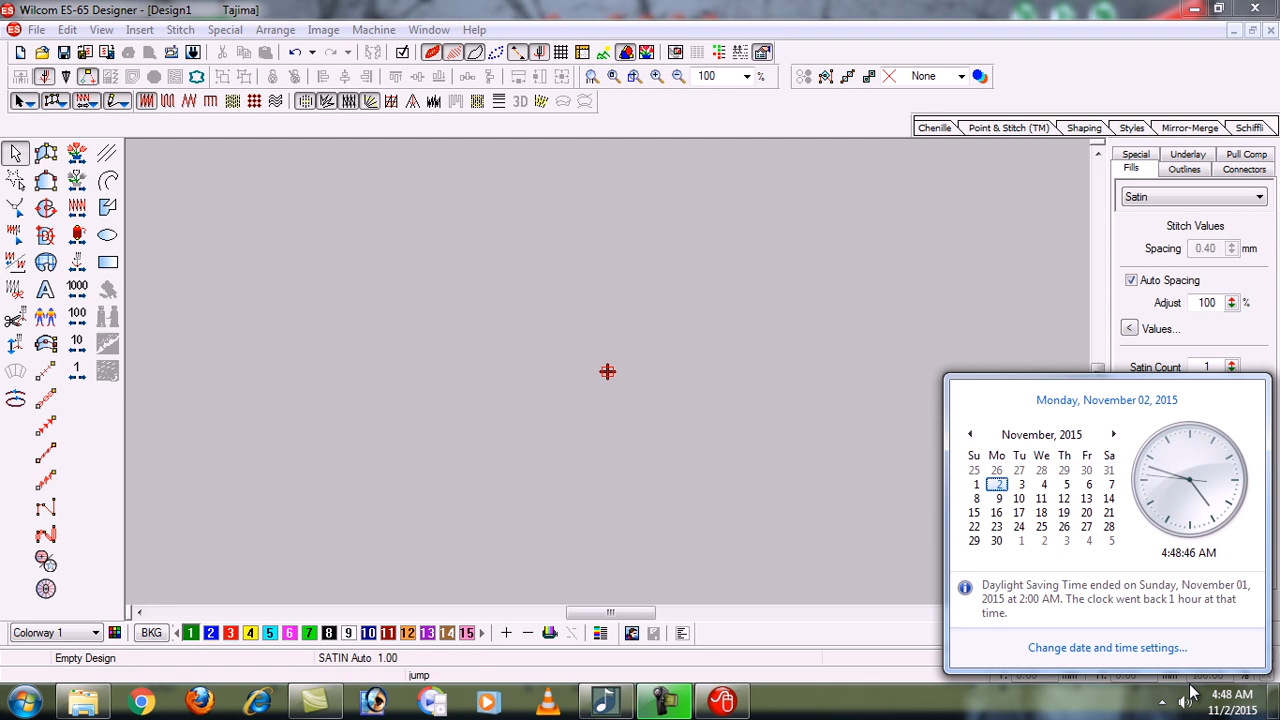 ES Wilcom ES-65 Designer - [Design1 Tajima]
ES File Edit View Insert Stitch Special Arrange Image Machine Window Help
100 % None
3D
Chenille Point & Stitch (TM) Shaping Styles Mirror-Merge Schiffli
Special Underlay Pull Comp
Fills Outlines Connectors
Satin
Stitch Values
Spacing 0.40 mm
Auto Spacing
Adjust 100 %
< Values...
Satin Count 1
A 1000
100
10
1
Monday, November 02, 2015
November, 2015
Su Mo Tu We Th Fr Sa
25 26 27 28 29 30 31
1 2 3 4 5 6 7
8 9 10 11 12 13 14
15 16 17 18 19 20 21
22 23 24 25 26 27 28
29 30 1 2 3 4 5
4:48:46 AM
Daylight Saving Time ended on Sunday, November 01,
2015 at 2:00 AM. The clock went back 1 hour at that
time.
Change date and time settings...
Colorway 1 BKG 1 2 3 4 5 6 7 8 9 10 11 12 13 14 15
Empty Design SATIN Auto 1.00
jump
4:48 AM
11/2/2015